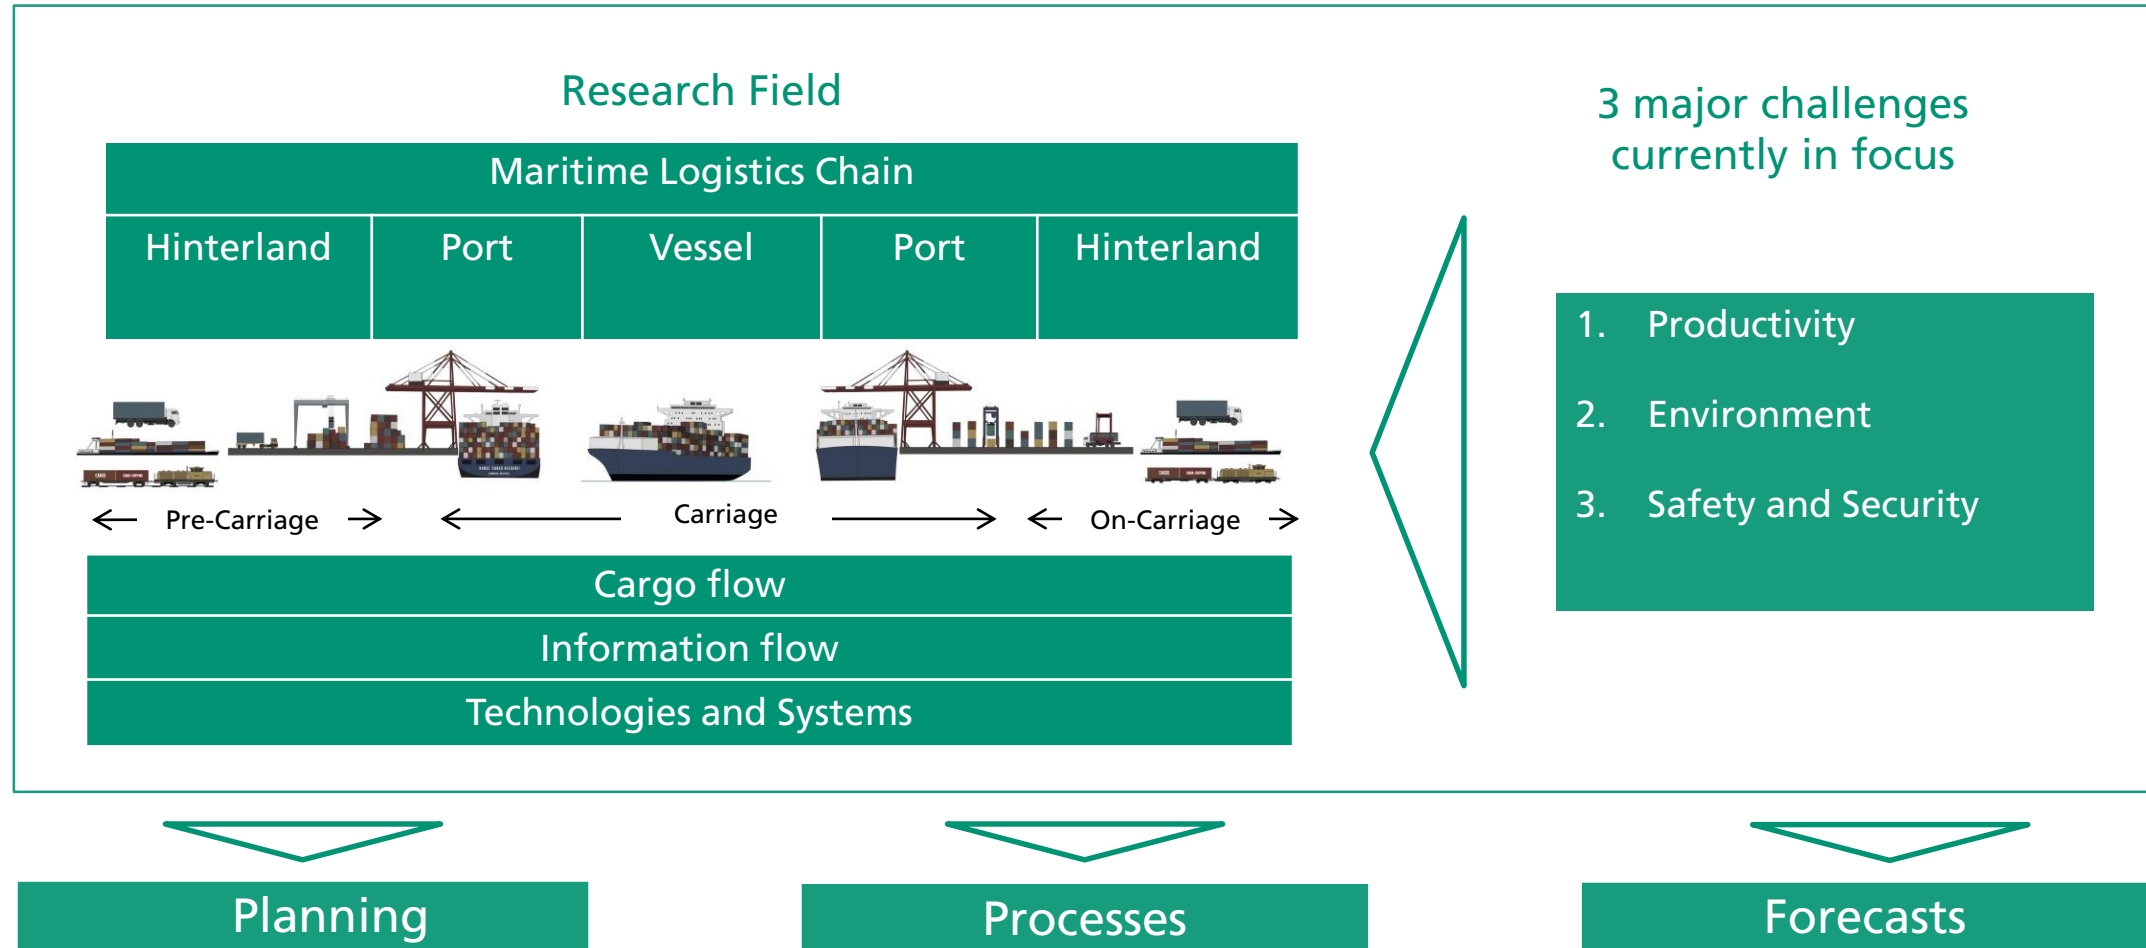 Research Field
Maritime Logistics Chain
Hinterland
Port
Vessel
Port
Hinterland
Pre-Carriage
Carriage
On-Carriage
Cargo flow
Information flow
Technologies and Systems
3 major challenges
currently in focus
1. Productivity
2. Environment
3. Safety and Security
Planning
Processes
Forecasts